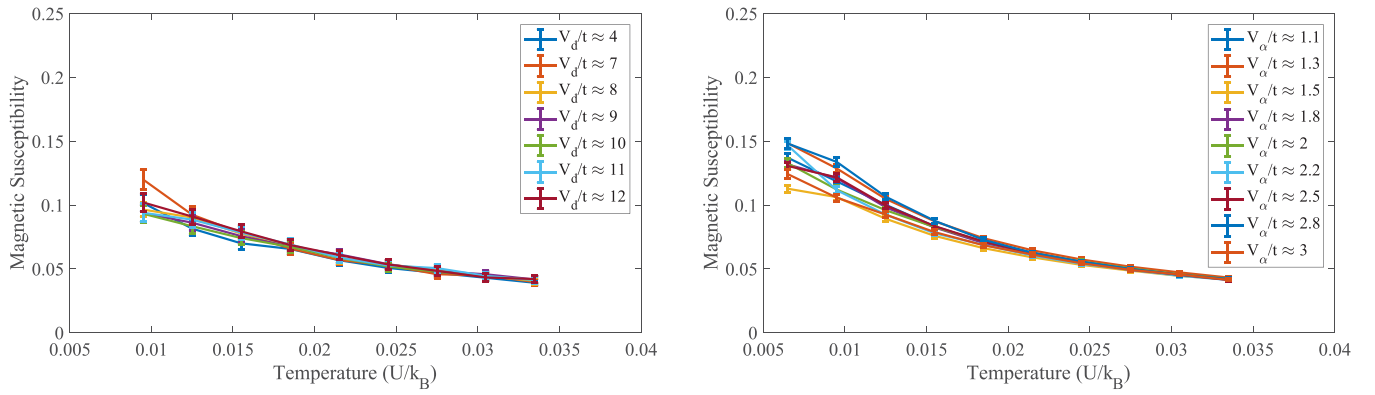 0.25
0.2
0.15
0.1
0.05
0
0.005 0.01 0.015 0.02 0.025 0.03 0.035 0.04
Magnetic Susceptibility
Temperature (U/k_B)
V_d/t ≈ 4
V_d/t ≈ 7
V_d/t ≈ 8
V_d/t ≈ 9
V_d/t ≈ 10
V_d/t ≈ 11
V_d/t ≈ 12
0.25
0.2
0.15
0.1
0.05
0
0.005 0.01 0.015 0.02 0.025 0.03 0.035 0.04
Magnetic Susceptibility
Temperature (U/k_B)
V_α/t ≈ 1.1
V_α/t ≈ 1.3
V_α/t ≈ 1.5
V_α/t ≈ 1.8
V_α/t ≈ 2
V_α/t ≈ 2.2
V_α/t ≈ 2.5
V_α/t ≈ 2.8
V_α/t ≈ 3